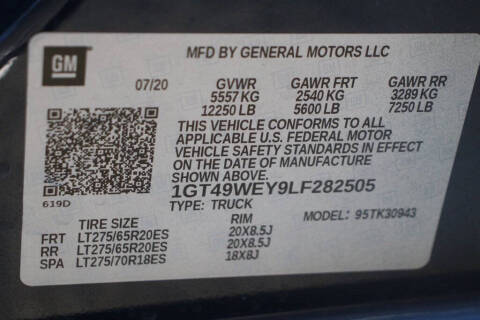 GM
MFD BY GENERAL MOTORS LLC
07/20 GVWR GAWR FRT GAWR RR
5557 KG 2540 KG 3289 KG
12250 LB 5600 LB 7250 LB
THIS VEHICLE CONFORMS TO ALL
APPLICABLE U.S. FEDERAL MOTOR
VEHICLE SAFETY STANDARDS IN EFFECT
ON THE DATE OF MANUFACTURE
SHOWN ABOVE.
1GT49WEY9LF282505
619D TYPE: TRUCK
TIRE SIZE RIM MODEL: 95TK30943
FRT LT275/65R20ES 20X8.5J
RR LT275/65R20ES 20X8.5J
SPA LT275/70R18ES 18X8J